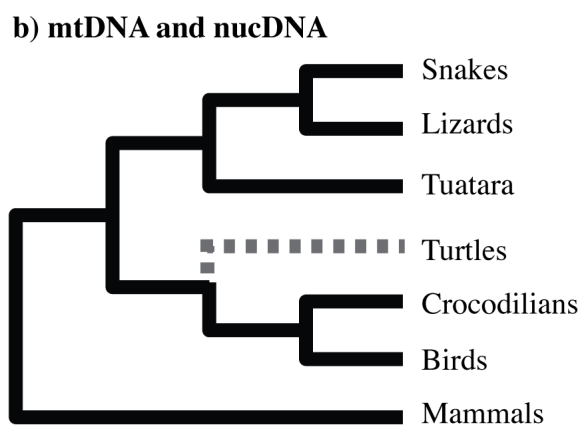 b) mtDNA and nucDNA
Snakes
Lizards
Tuatara
Turtles
Crocodilians
Birds
Mammals